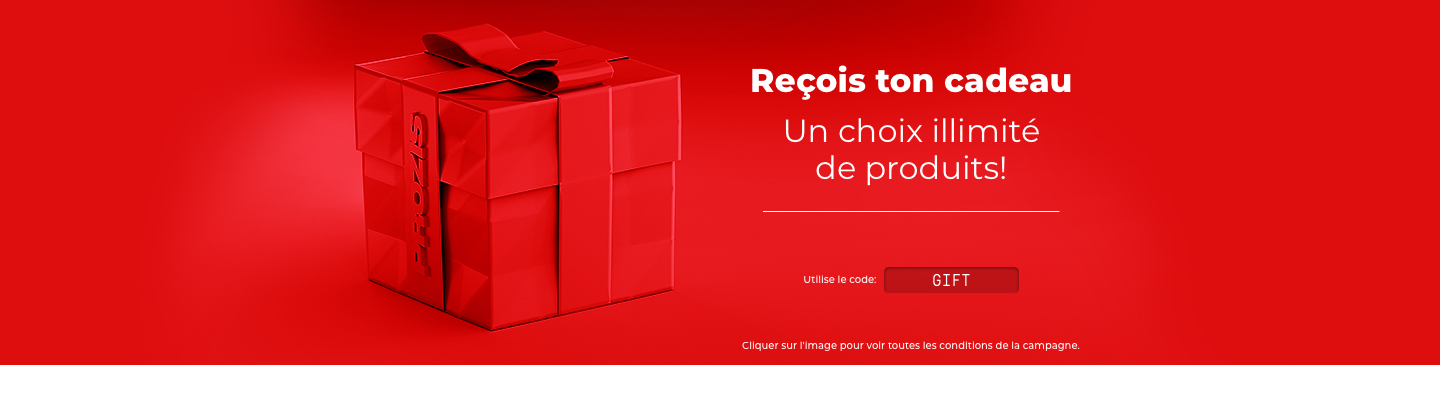 PROZIS
Reçois ton cadeau
Un choix illimité
de produits!
Utilise le code: GIFT
Cliquer sur l'image pour voir toutes les conditions de la campagne.